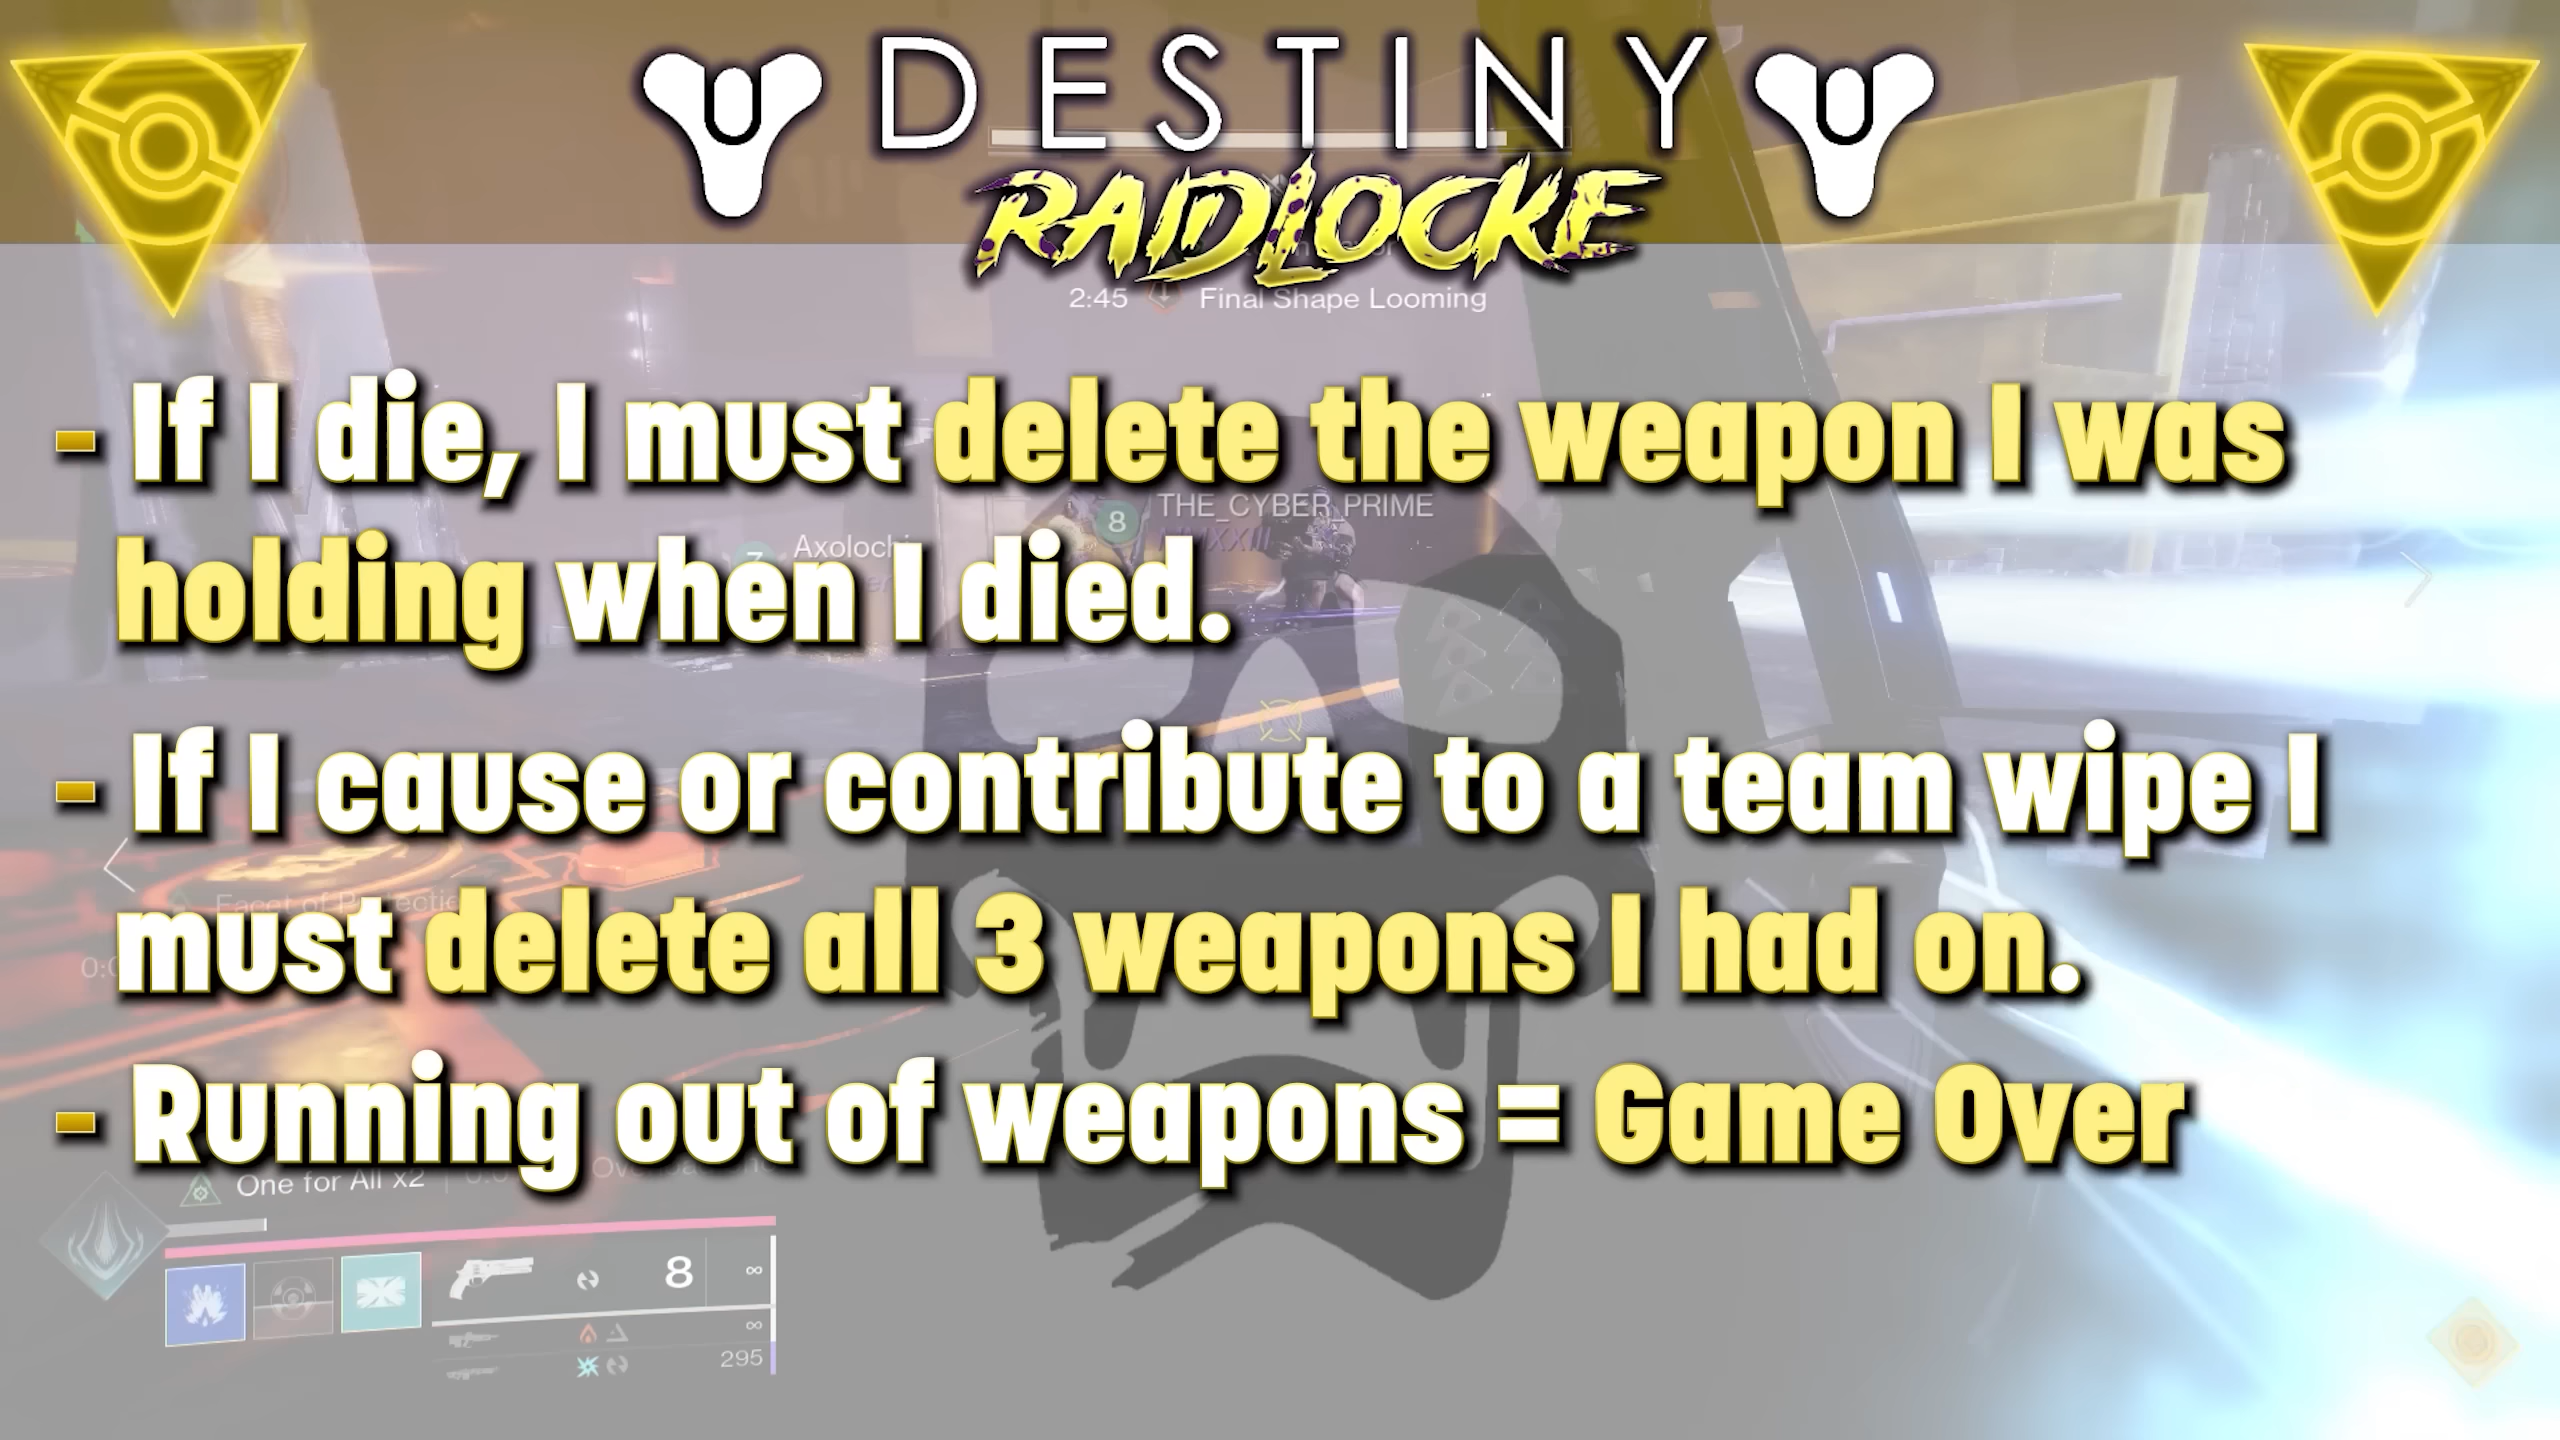 DESTINY
RAIDLOCKE
2:45 Final Shape Looming
- If I die, I must delete the weapon I was
THE_CYBER_PRIME
holding when I died.
- If I cause or contribute to a team wipe I
must delete all 3 weapons I had on.
- Running out of weapons = Game Over
One for All x2
8 ∞
∞
295